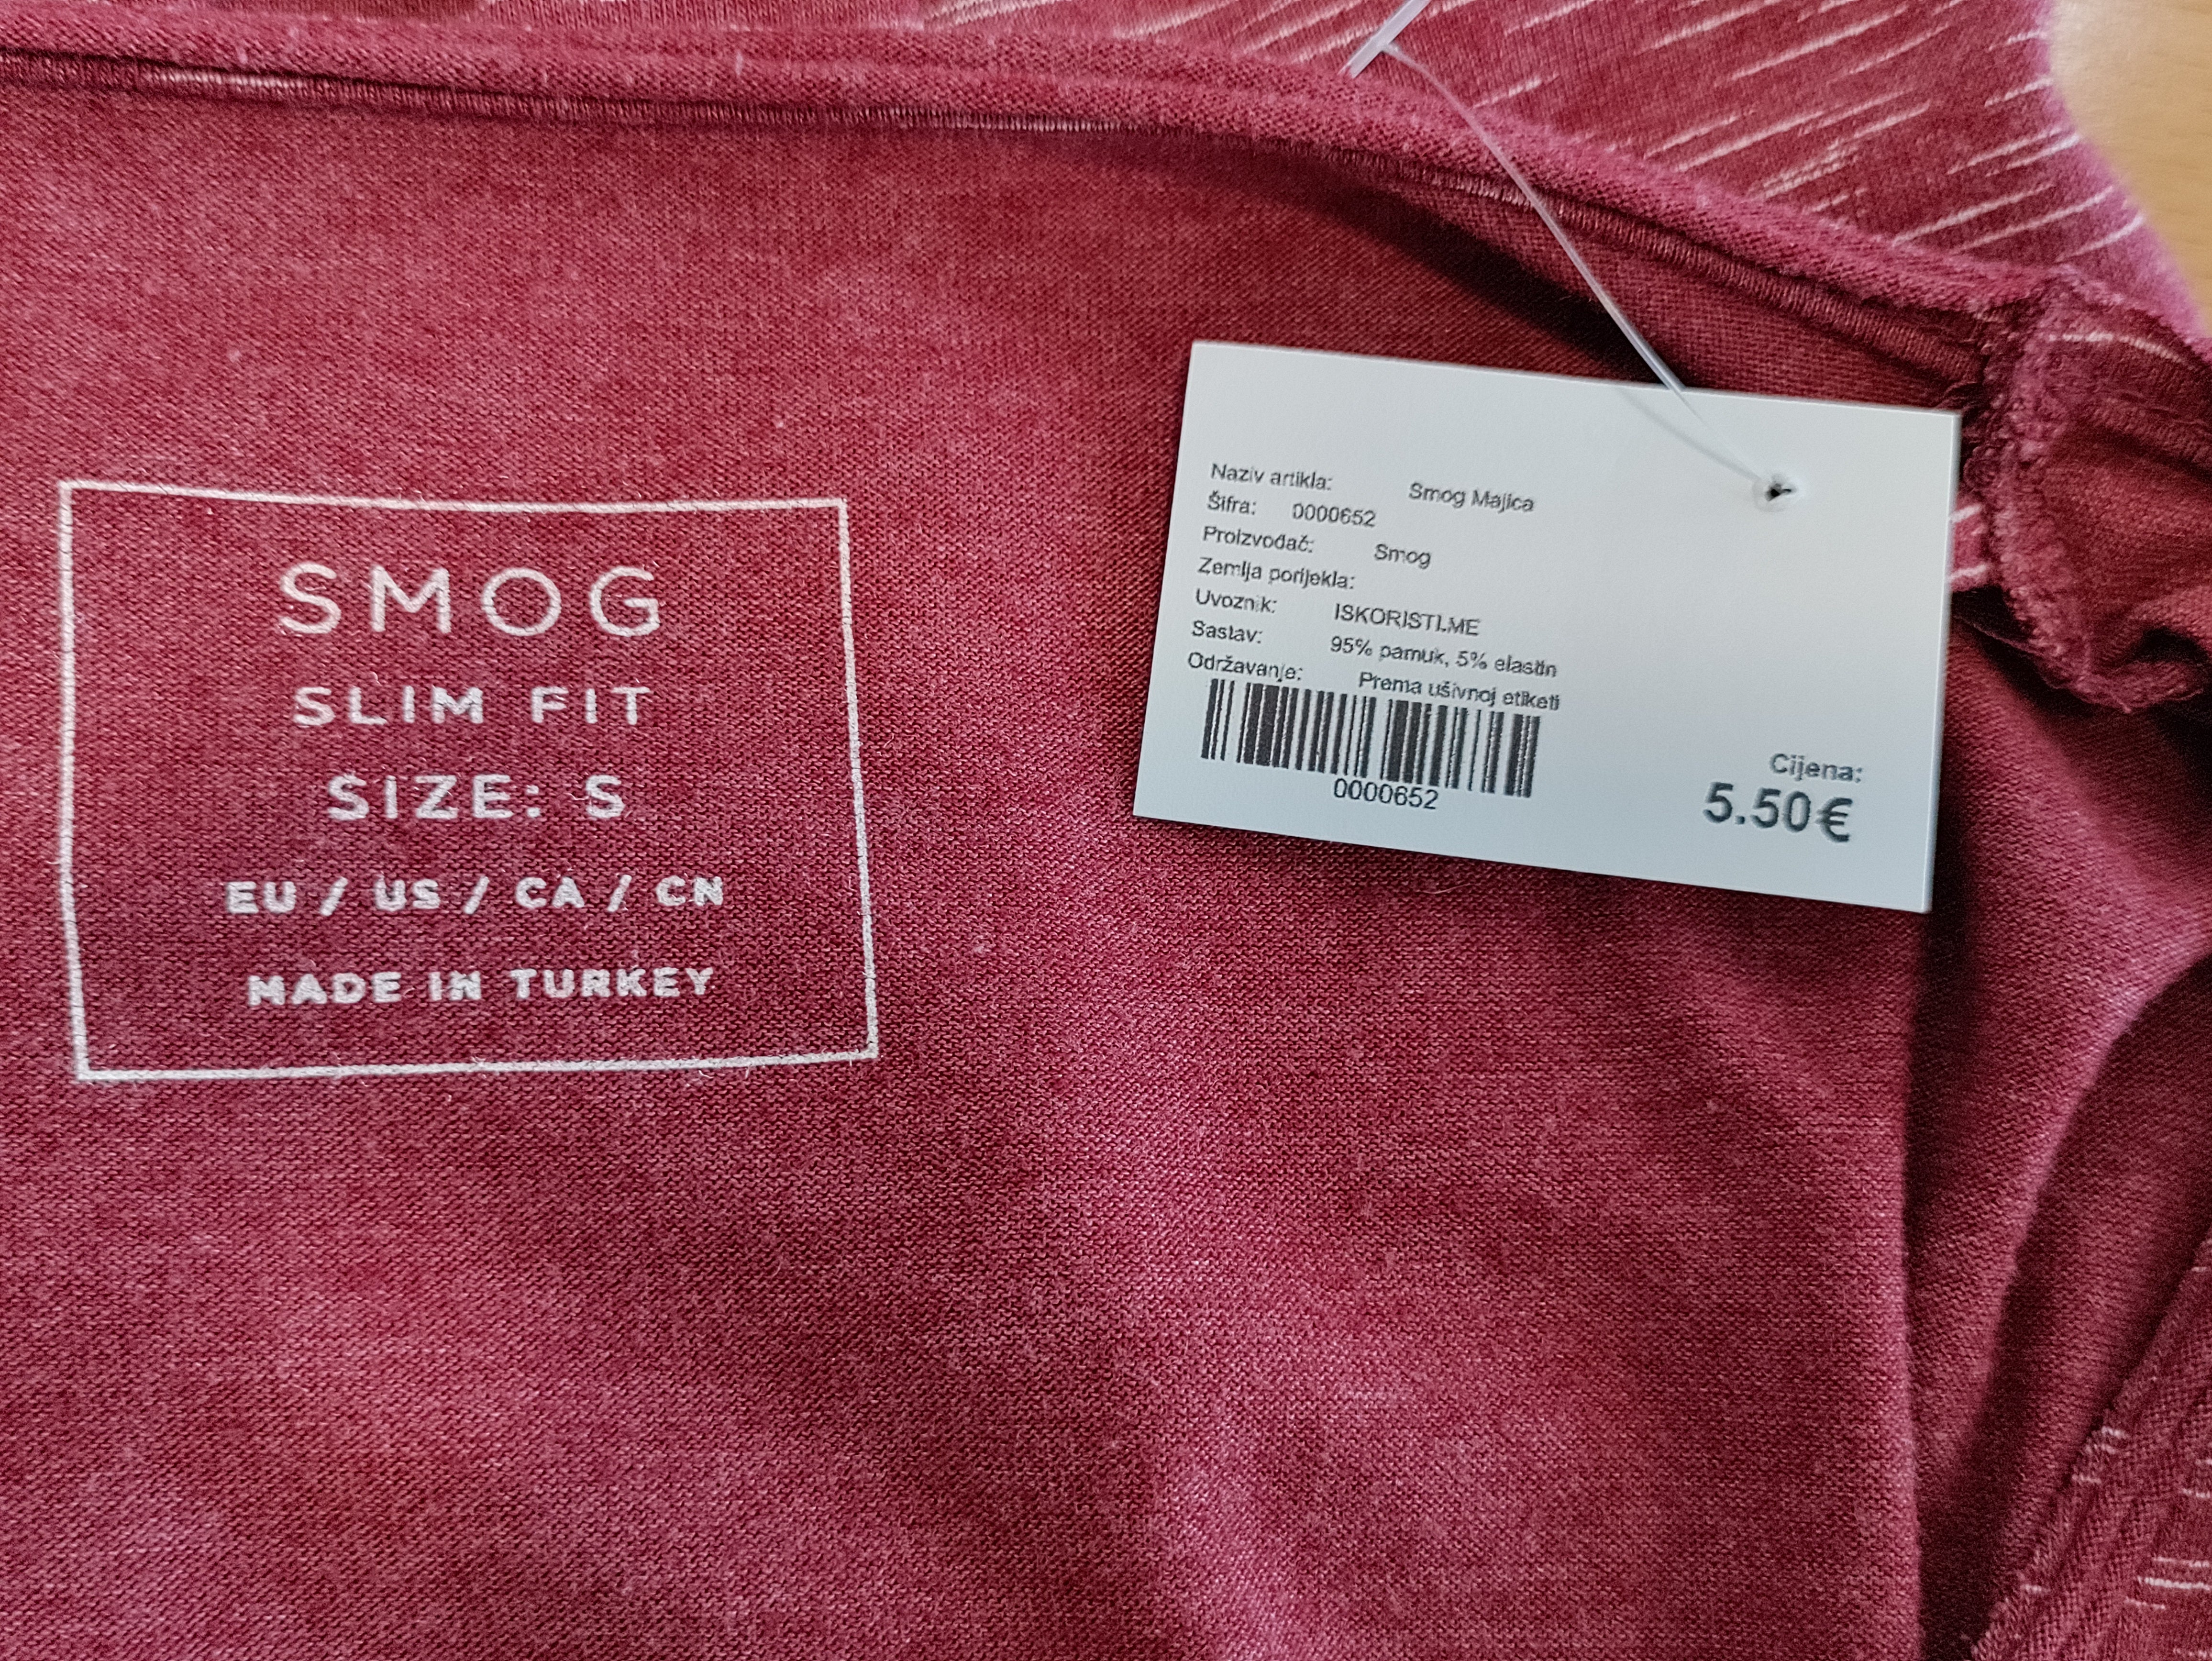 SMOG
SLIM FIT
SIZE: S
EU / US / CA / CN
MADE IN TURKEY
Naziv artikla: Smog Majica
Šifra: 0000652
Proizvođač: Smog
Zemlja porijekla:
Uvoznik: ISKORISTI.ME
Sastav: 95% pamuk, 5% elastin
Održavanje: Prema ušivnoj etiketi
0000652
Cijena:
5.50€